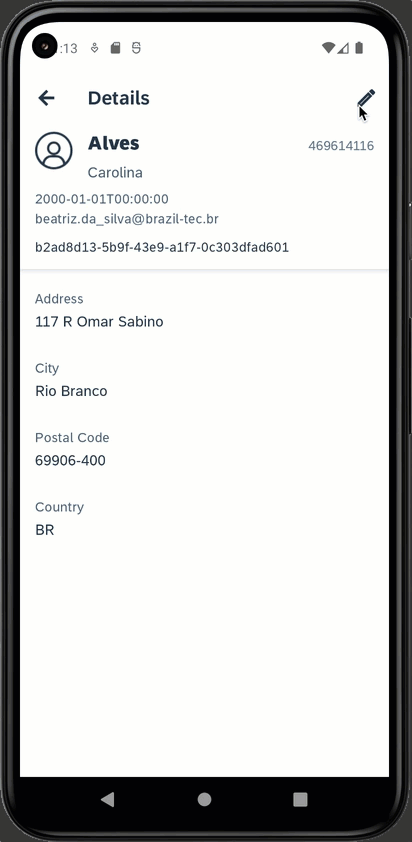 :13
Details
Alves
469614116
Carolina
2000-01-01T00:00:00
beatriz.da_silva@brazil-tec.br
b2ad8d13-5b9f-43e9-a1f7-0c303dfad601
Address
117 R Omar Sabino
City
Rio Branco
Postal Code
69906-400
Country
BR